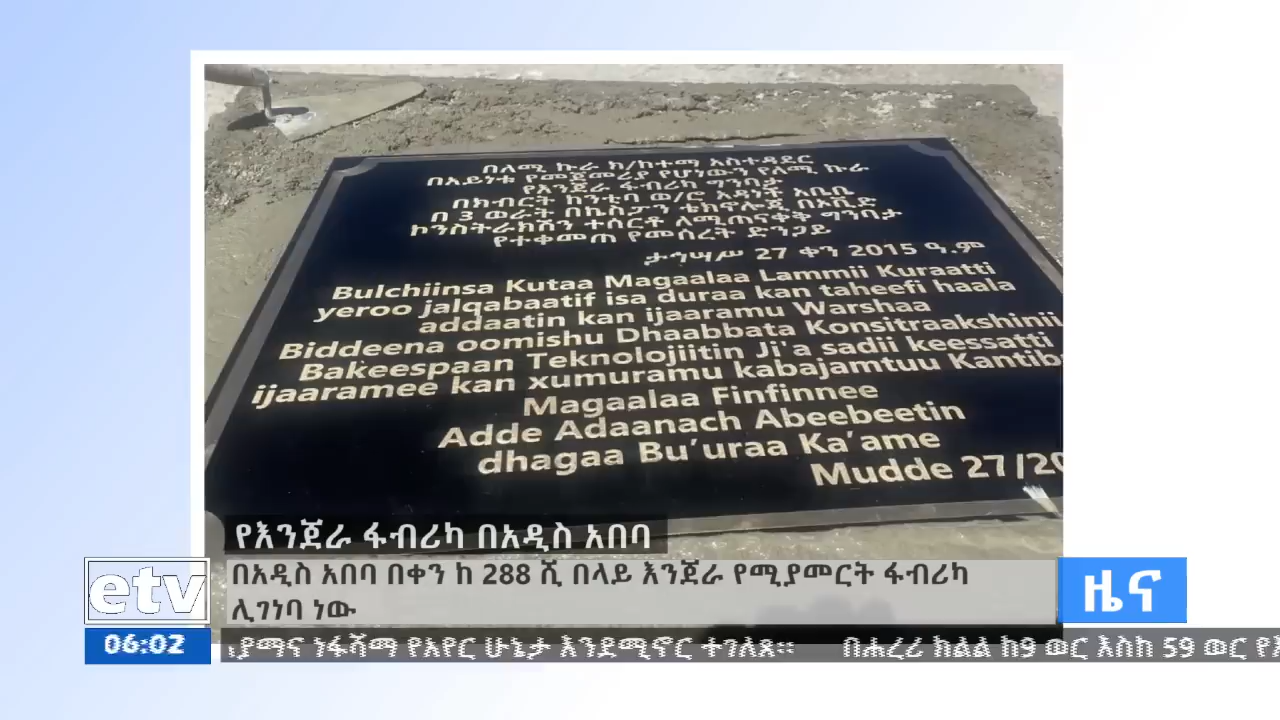 በለሚ ኩራ ክ/ከተማ አስተዳደር
በአይነቱ የመጀመሪያ የሆነውን የለሚ ኩራ
የእንጀራ ፋብሪካ ግንባታ
በክብርት ከንቲባ ወ/ሮ አዳነች አቤቤ
በ 3 ወራት በኬስፓን ቴክኖሎጂ በኦቪድ
ኮንስትራክሽን ተሰርቶ ለሚጠናቀቅ ግንባታ
የተቀመጠ የመሰረት ድንጋይ
ታኅሣሥ 27 ቀን 2015 ዓ.ም
Bulchiinsa Kutaa Magaalaa Lammii Kuraatti
yeroo jalqabaatif isa duraa kan taheefi haala
addaatin kan ijaaramu Warshaa
Biddeena oomishu Dhaabbata Konsitraakshinii
Bakeespaan Teknolojiitin Ji'a sadii keessatti
ijaaramee kan xumuramu kabajamtuu Kantiba
Magaalaa Finfinnee
Adde Adaanach Abeebeetin
dhagaa Bu'uraa Ka'ame
Mudde 27/20
የእንጀራ ፋብሪካ በአዲስ አበባ
በአዲስ አበባ በቀን ከ 288 ሺ በላይ እንጀራ የሚያመርት ፋብሪካ
ሊገነባ ነው
etv
ዜና
06:02
ያማና ነፋሻማ የአየር ሁኔታ እንደሚኖር ተገለጸ። በሐረሪ ክልል ከ9 ወር እስከ 59 ወር